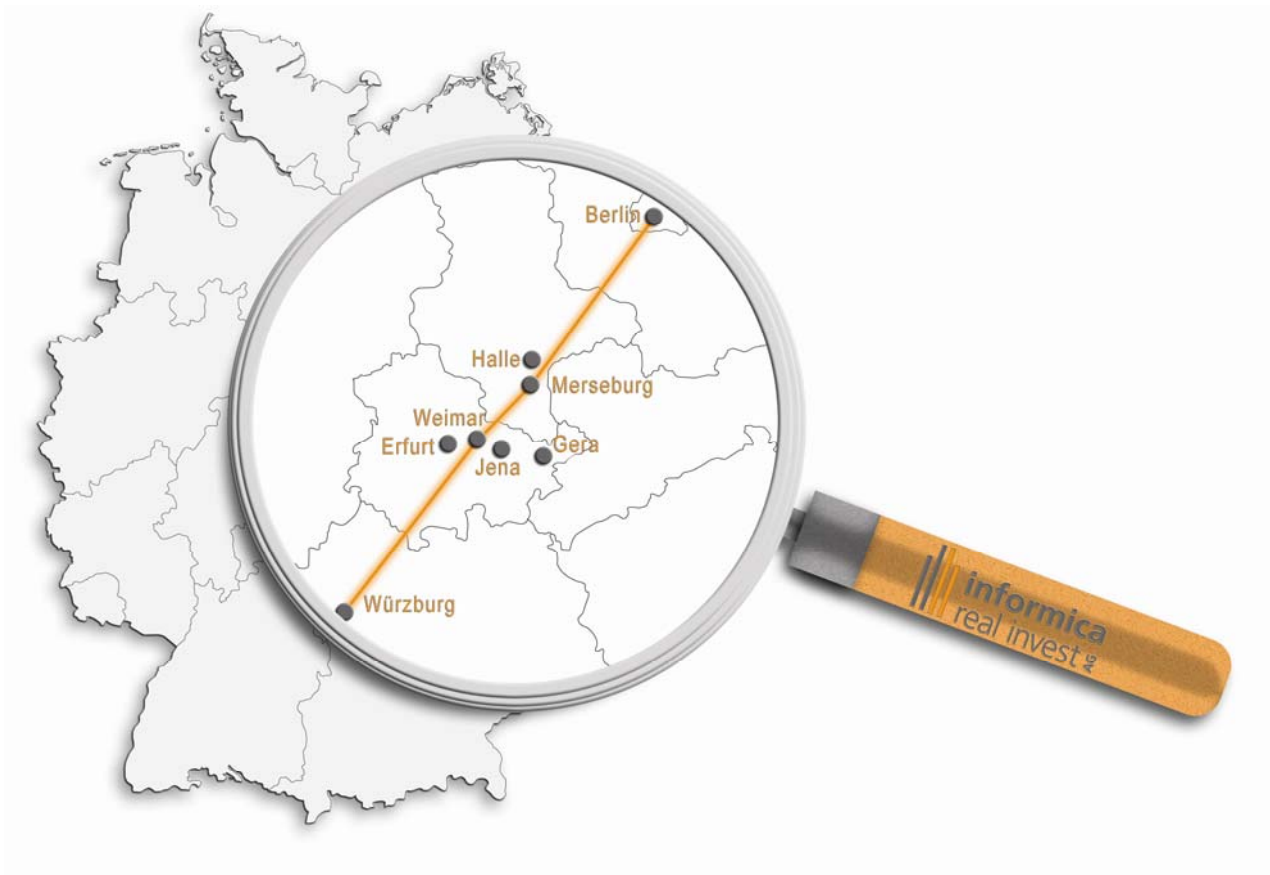 Berlin
Halle
Merseburg
Weimar
Erfurt
Gera
Jena
Würzburg
informica
real invest AG